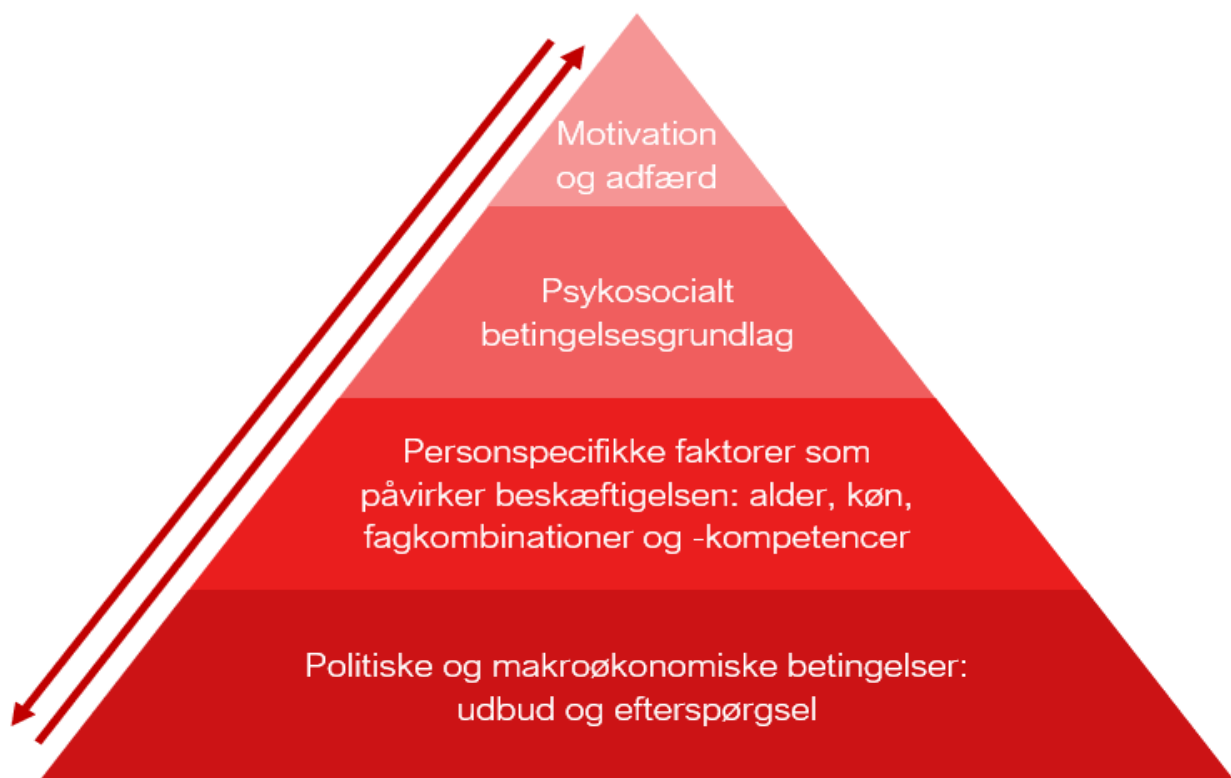 Motivation
og adfærd
Psykosocialt
betingelsesgrundlag
Personspecifikke faktorer som
påvirker beskæftigelsen: alder, køn,
fagkombinationer og -kompetencer
Politiske og makroøkonomiske betingelser:
udbud og efterspørgsel